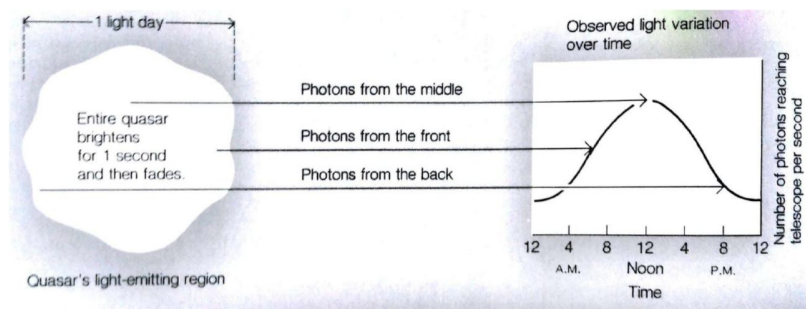 1 light day
Entire quasar
brightens
for 1 second
and then fades.
Quasar's light-emitting region
Photons from the middle
Photons from the front
Photons from the back
Observed light variation
over time
12 4 8 12 4 8 12
A.M. Noon P.M.
Time
Number of photons reaching
telescope per second